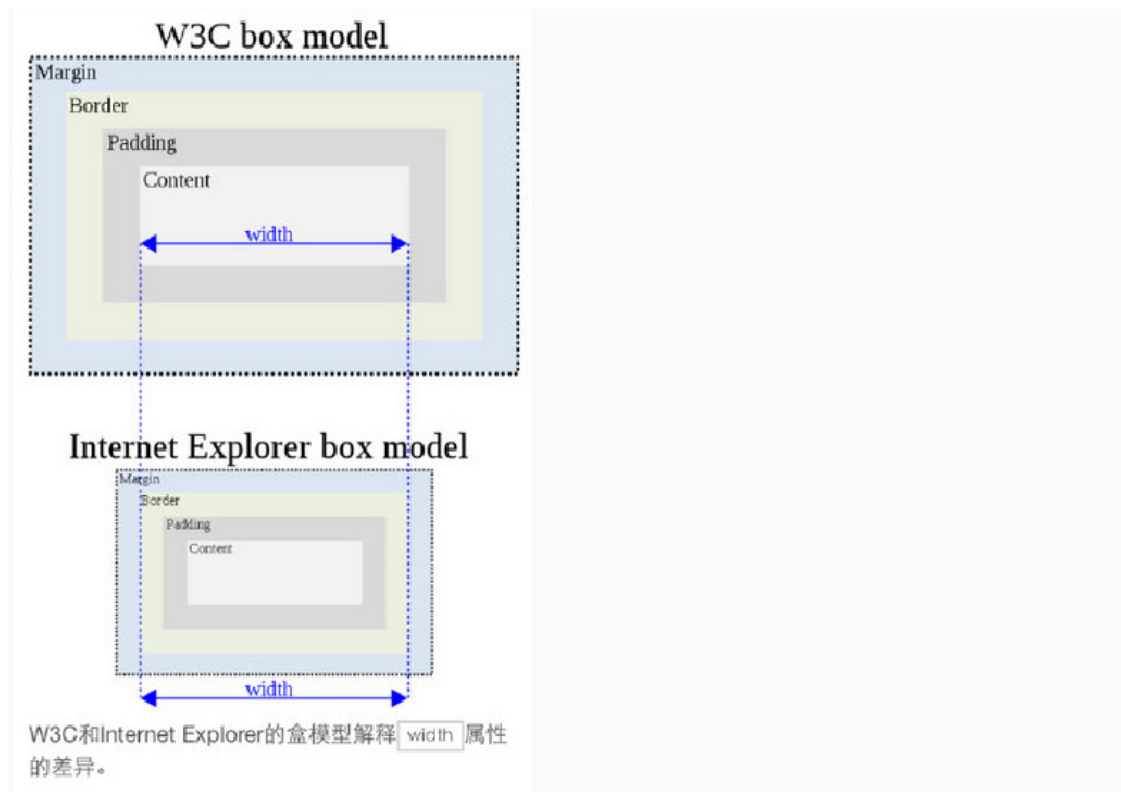 W3C box model
Margin
Border
Padding
Content
width
Internet Explorer box model
Margin
Border
Padding
Content
width
W3C和Internet Explorer的盒模型解释 width 属性
的差异。